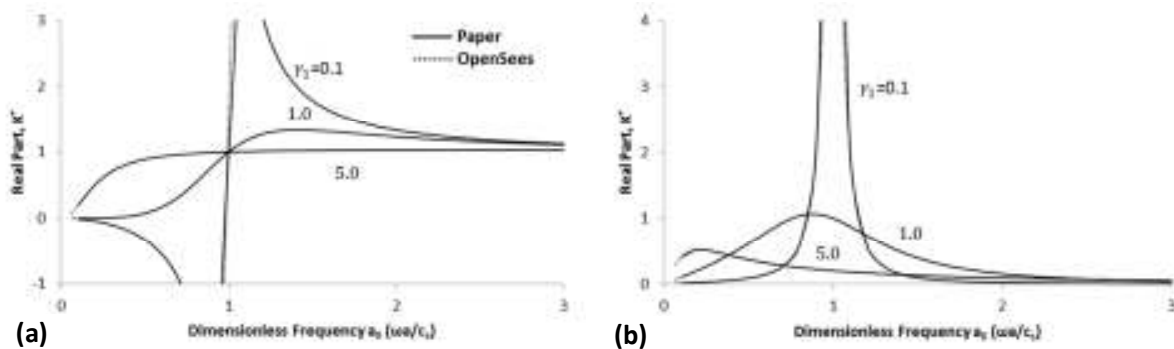 3
2
1
0
-1
Real Part, K'
Paper
OpenSees
γ₁=0.1
1.0
5.0
0
1
2
3
Dimensionless Frequency a₀ (ωa/cₛ)
(a)
4
3
2
1
0
Real Part, K'
γ₁=0.1
1.0
5.0
0
1
2
3
Dimensionless Frequency a₀ (ωa/cₛ)
(b)